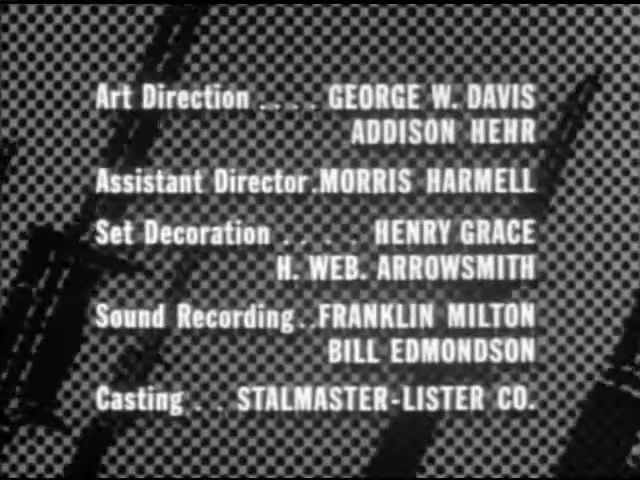 Art Direction .... GEORGE W. DAVIS
ADDISON HEHR
Assistant Director.MORRIS HARMELL
Set Decoration .... HENRY GRACE
H. WEB. ARROWSMITH
Sound Recording..FRANKLIN MILTON
BILL EDMONDSON
Casting .. STALMASTER-LISTER CO.